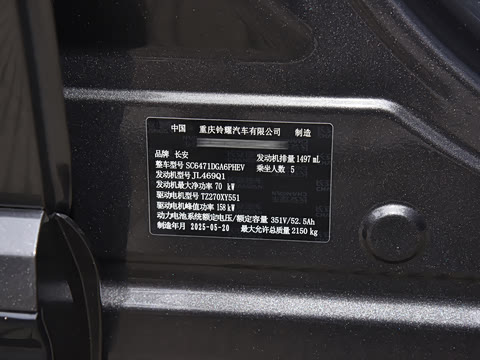 中国 重庆铃耀汽车有限公司 制造
品牌 长安 发动机排量 1497 mL
整车型号 SC6471DGA6PHEV 乘坐人数 5
发动机型号 JL469Q1
发动机最大净功率 70 kW
驱动电机型号 TZ270XY551
驱动电机峰值功率 158 kW
动力电池系统额定电压/额定容量 351V/52.5Ah
制造年月 2025-05-20 最大允许总质量 2150 kg